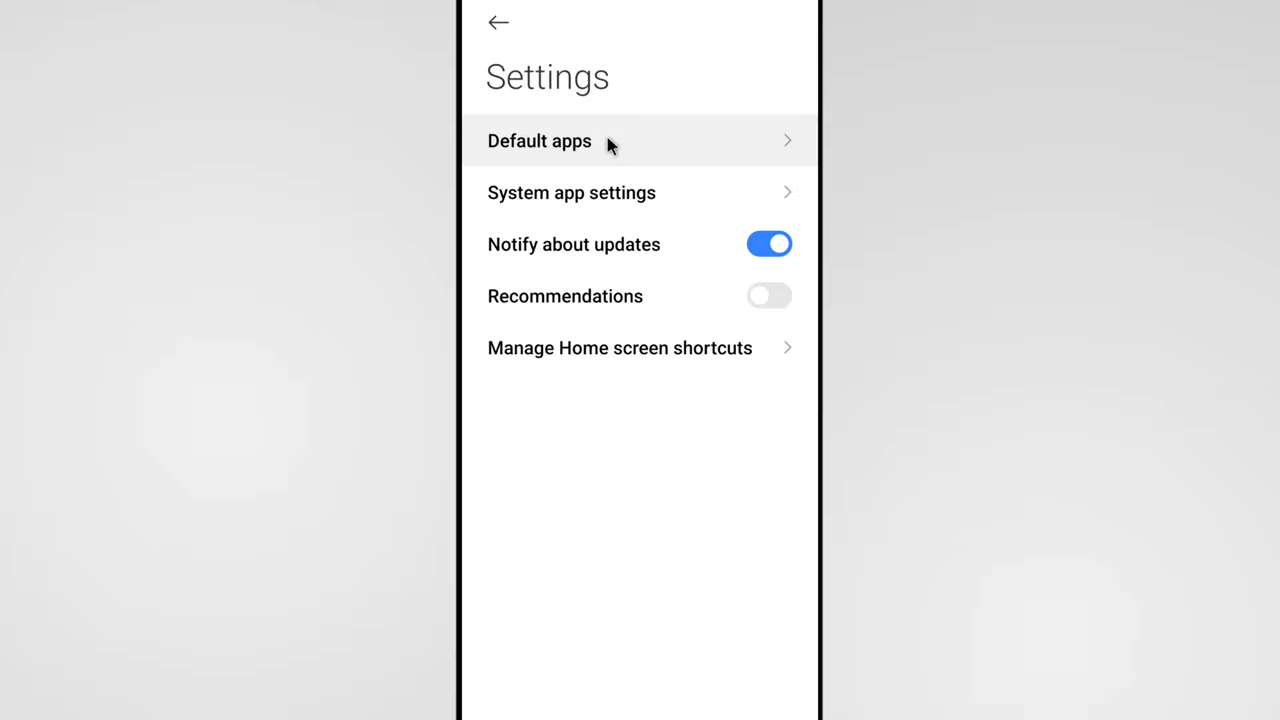 Settings
Default apps
System app settings
Notify about updates
Recommendations
Manage Home screen shortcuts